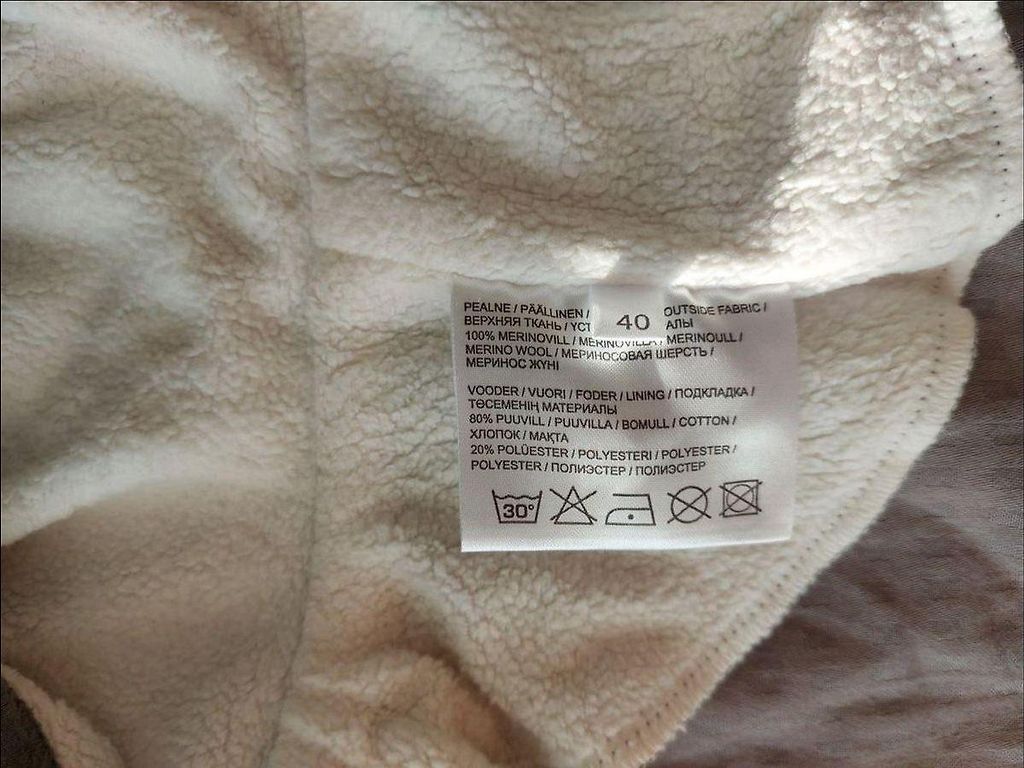 PEALNE / PÄÄLLINEN / OUTSIDE FABRIC /
40
ВЕРХНЯЯ ТКАНЬ / ҮСТ АЛЫ
100% MERINOVILL / MERINOVILLA / MERINOULL /
MERINO WOOL / МЕРИНОСОВАЯ ШЕРСТЬ /
МЕРИНОС ЖҮНІ
VOODER / VUORI / FODER / LINING / ПОДКЛАДКА /
ТӨСЕМЕНІҢ МАТЕРИАЛЫ
80% PUUVILL / PUUVILLA / BOMULL / COTTON /
ХЛОПОК / МАҚТА
20% POLÜESTER / POLYESTERI / POLYESTER /
POLYESTER / ПОЛИЭСТЕР / ПОЛИЭСТЕР
30°